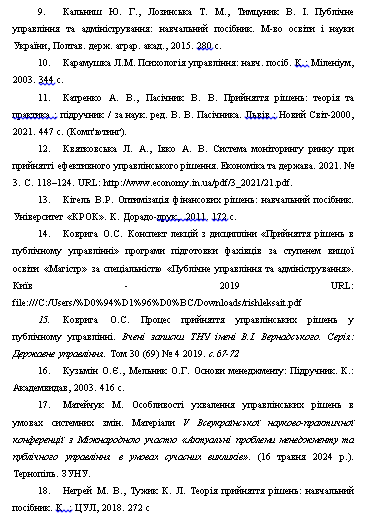 9. Кальниш Ю. Г., Лозинська Т. М., Тимцуник В. І. Публічне
управління та адміністрування: навчальний посібник. М-во освіти і науки
України, Полтав. держ. аграр. акад., 2015. 280 с.
10. Карамушка Л.М. Психологія управління: навч. посіб. К.: Міленіум,
2003. 344 с.
11. Катренко А. В., Пасічник В. В. Прийняття рішень: теорія та
практика : підручник / за наук. ред. В. В. Пасічника. Львів : Новий Світ-2000,
2021. 447 с. (Комп'ютинг).
12. Квятковська Л. А., Івко А. В. Система моніторингу ринку при
прийнятті ефективного управлінського рішення. Економіка та держава. 2021. №
3. С. 118–124. URL: http://www.economy.in.ua/pdf/3_2021/21.pdf.
13. Кігель В.Р. Оптимізація фінансових рішень: навчальний посібник.
Університет «КРОК». К. Дорадо-друк, 2011. 172 с.
14. Коврига О.С. Конспект лекцій з дисципліни «Прийняття рішень в
публічному управлінні» програми підготовки фахівців за ступенем вищої
освіти «Магістр» за спеціальністю «Публічне управління та адміністрування».
Київ - 2019 URL:
file:///C:/Users/%D0%94%D1%96%D0%BC/Downloads/rishleksait.pdf
15. Коврига О.С. Процес прийняття управлінських рішень у
публічному управлінні. Вчені записки ТНУ імені В.І. Вернадського. Серія:
Державне управління. Том 30 (69) № 4 2019. с. 67-72
16. Кузьмін О.Є., Мельник О.Г. Основи менеджменту: Підручник. К.:
Академвидав, 2003. 416 с.
17. Матейчук М. Особливості ухвалення управлінських рішень в
умовах системних змін. Матеріали V Всеукраїнської науково-практичної
конференції з Міжнародною участю «Актуальні проблеми менеджменту та
публічного управління в умовах сучасних викликів». (16 травня 2024 р.).
Тернопіль. ЗУНУ.
18. Негрей М. В., Тужик К. Л. Теорія прийняття рішень: навчальний
посібник. К. : ЦУЛ, 2018. 272 с